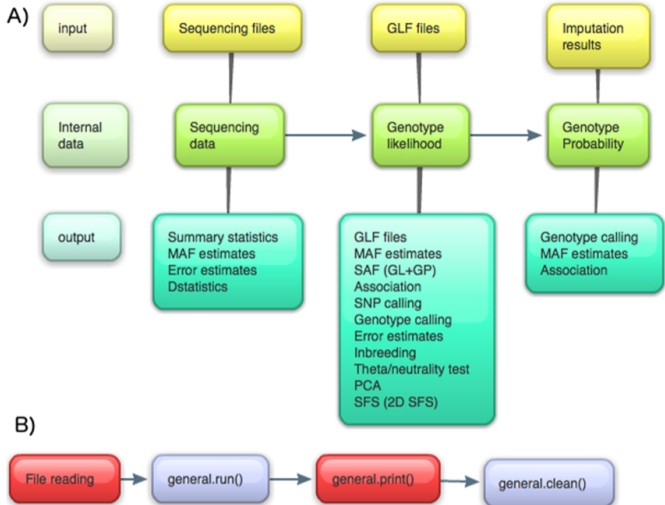 A)
input
Sequencing files
GLF files
Imputation
results
Internal
data
Sequencing
data
Genotype
likelihood
Genotype
Probability
output
Summary statistics
MAF estimates
Error estimates
Dstatistics
GLF files
MAF estimates
SAF (GL+GP)
Association
SNP calling
Genotype calling
Error estimates
Inbreeding
Theta/neutrality test
PCA
SFS (2D SFS)
Genotype calling
MAF estimates
Association
B)
File reading
general.run()
general.print()
general.clean()